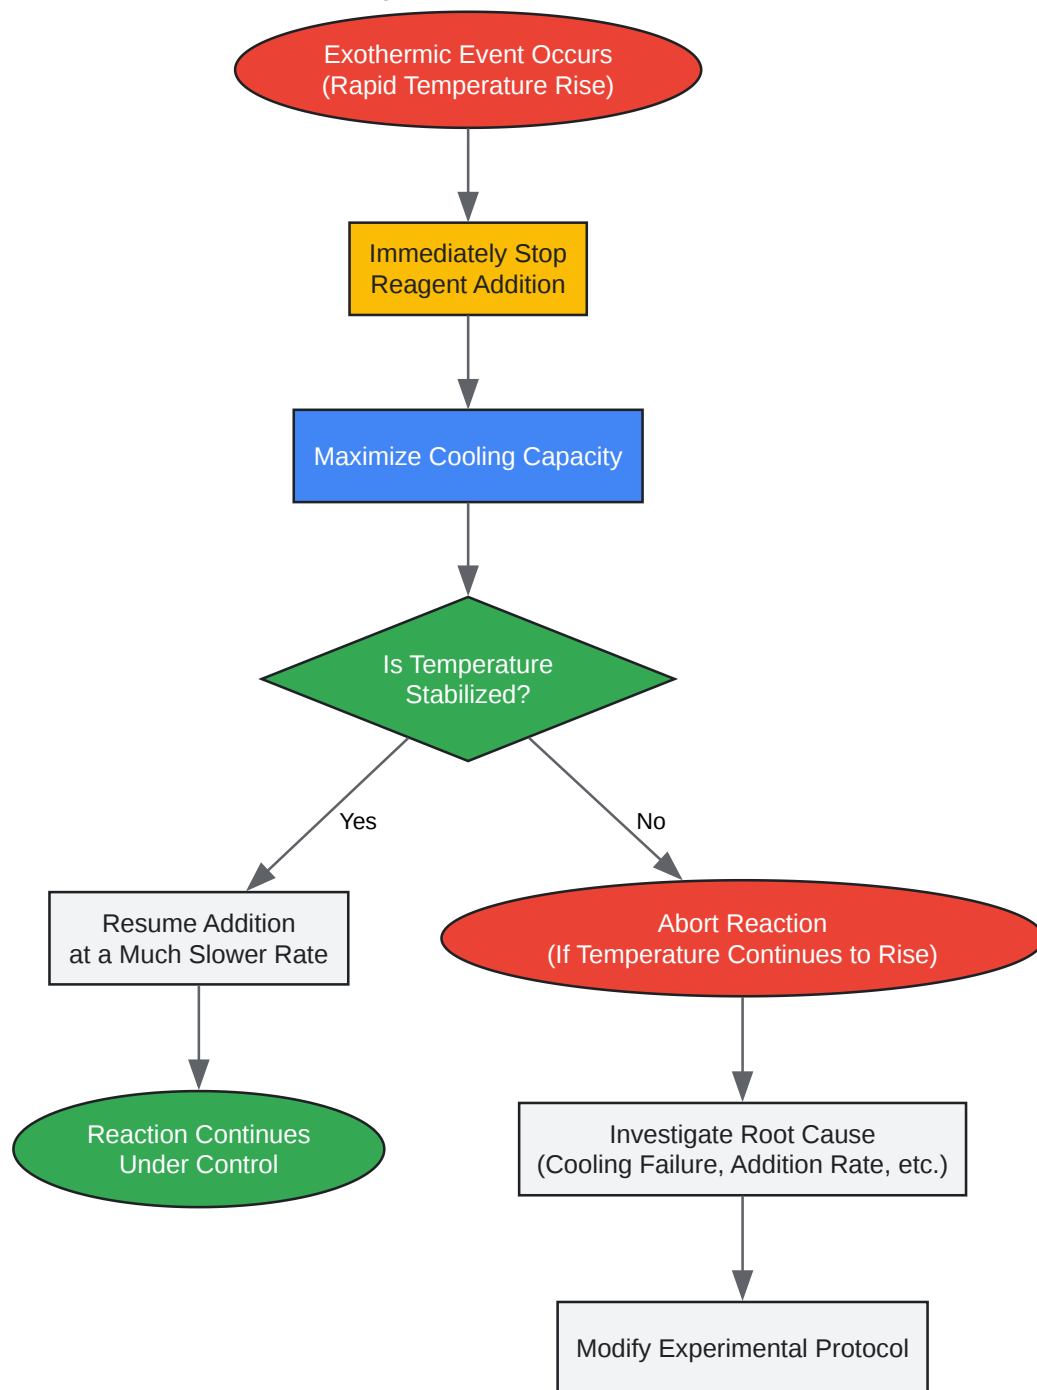 Exothermic Event Occurs
(Rapid Temperature Rise)
Immediately Stop
Reagent Addition
Maximize Cooling Capacity
Is Temperature
Stabilized?
Yes
No
Resume Addition
at a Much Slower Rate
Abort Reaction
(If Temperature Continues to Rise)
Reaction Continues
Under Control
Investigate Root Cause
(Cooling Failure, Addition Rate, etc.)
Modify Experimental Protocol